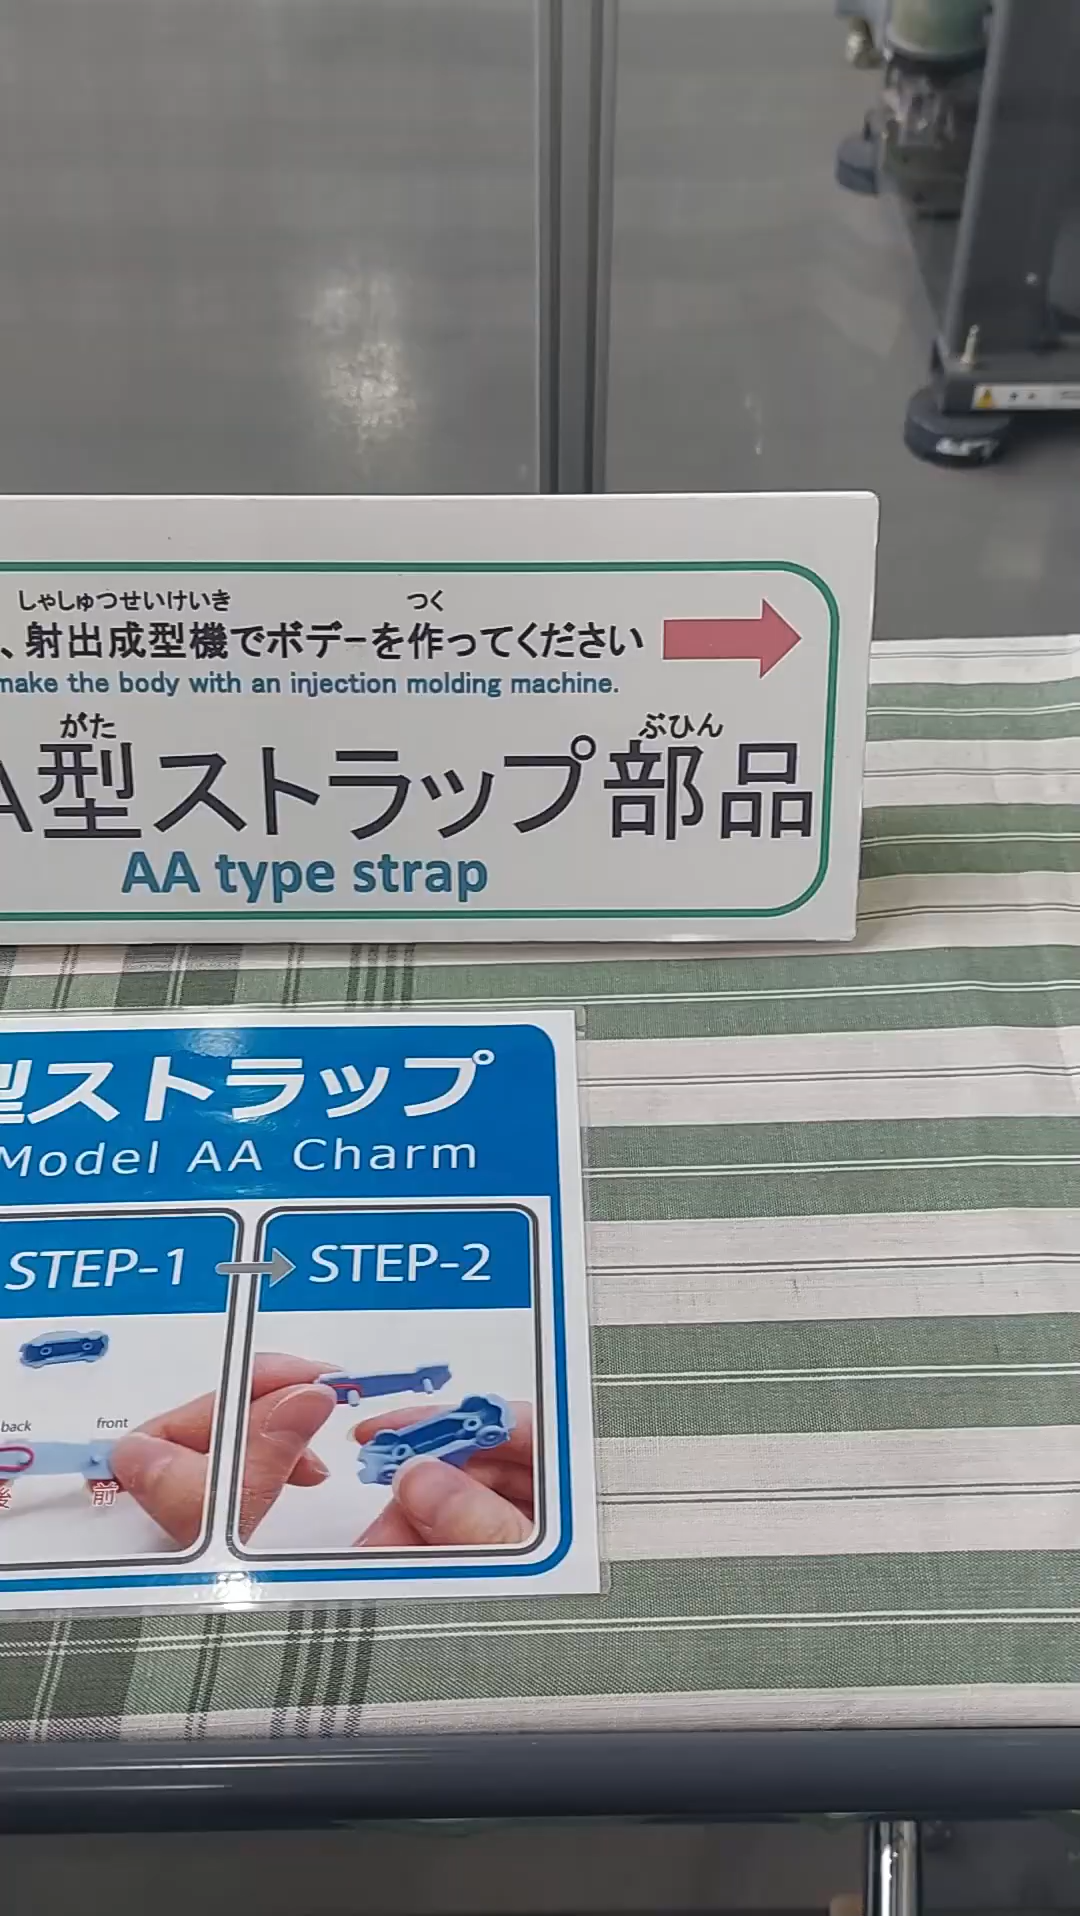 しゃしゅつせいけいき つく
、射出成型機でボデーを作ってください
make the body with an injection molding machine.
がた ぶひん
A型ストラップ部品
AA type strap
型ストラップ
Model AA Charm
STEP-1 STEP-2
back front
後 前